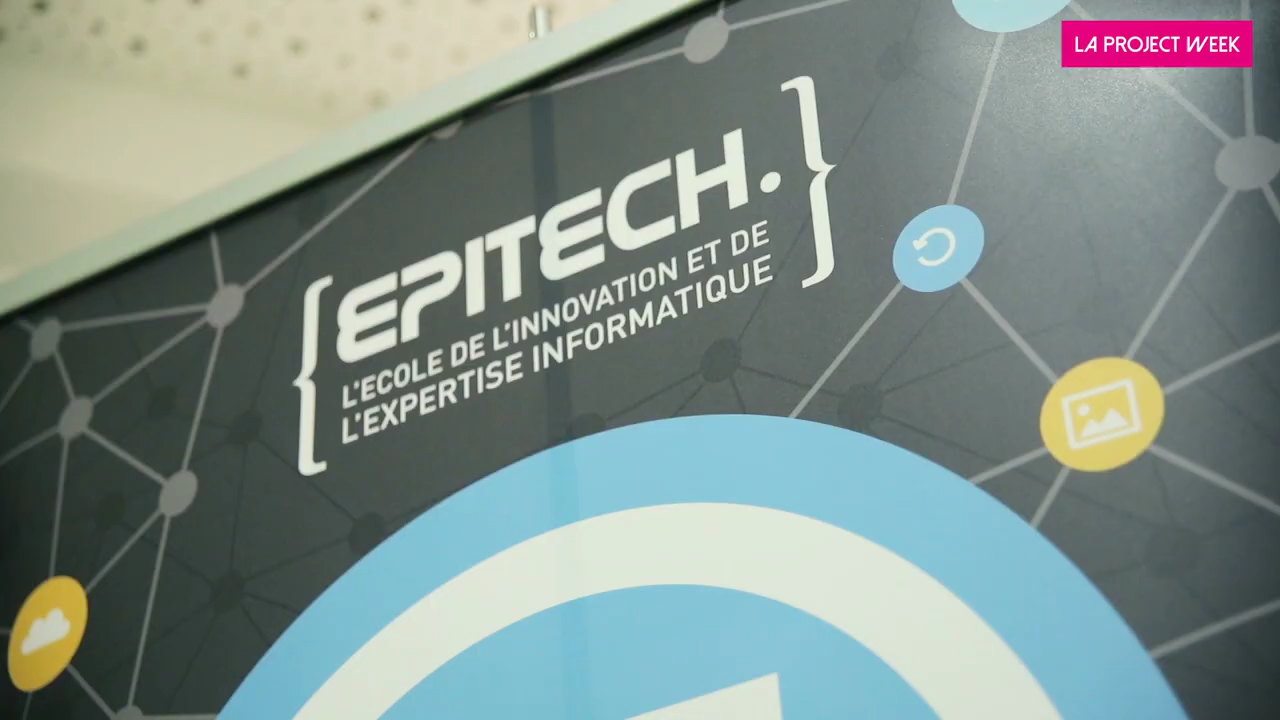 LA PROJECT WEEK
{EPITECH.}
L'ECOLE DE L'INNOVATION ET DE
L'EXPERTISE INFORMATIQUE